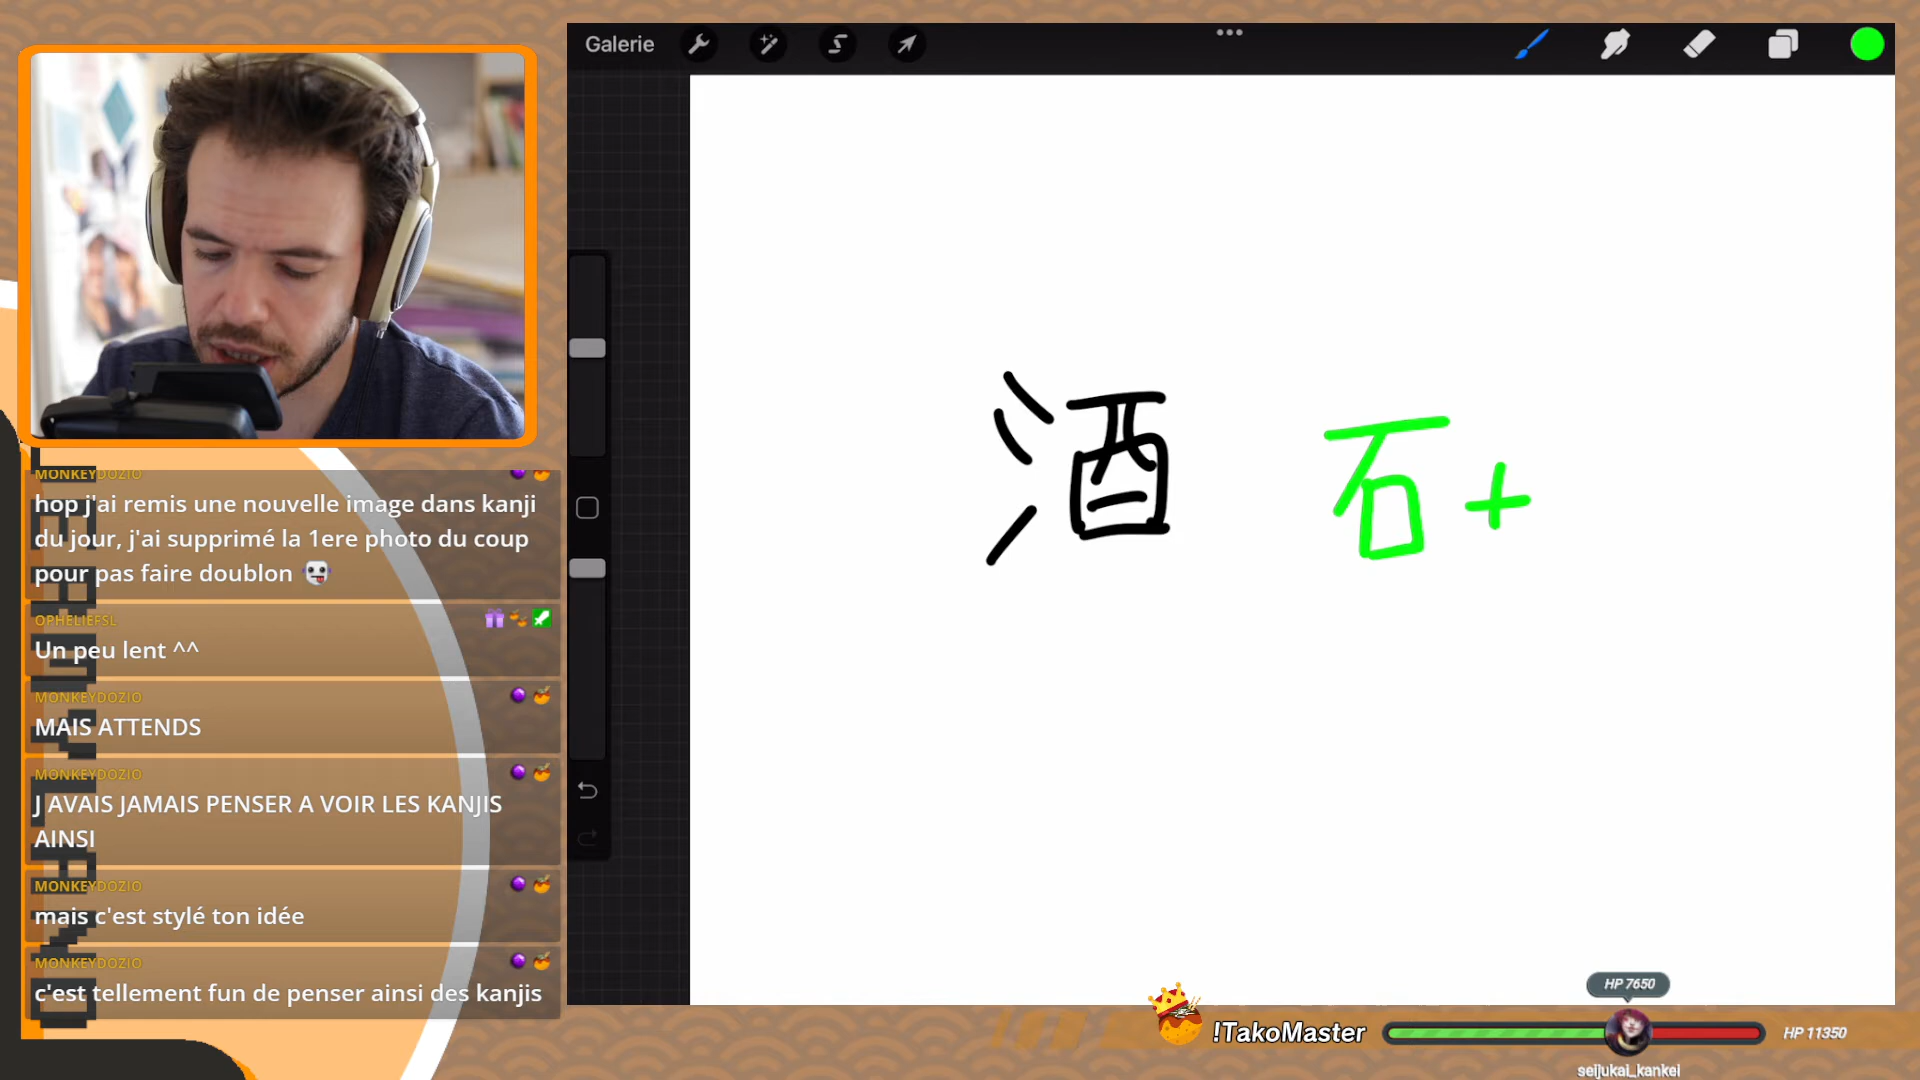 Galerie
酒
石+
MONKEYDOZIO
hop j'ai remis une nouvelle image dans kanji
du jour, j'ai supprimé la 1ere photo du coup
pour pas faire doublon
OPHELIEFSL
Un peu lent ^^
MONKEYDOZIO
MAIS ATTENDS
MONKEYDOZIO
J AVAIS JAMAIS PENSER A VOIR LES KANJIS
AINSI
MONKEYDOZIO
mais c'est stylé ton idée
MONKEYDOZIO
c'est tellement fun de penser ainsi des kanjis
HP 7650
!TakoMaster
HP 11350
seijukai_kankei